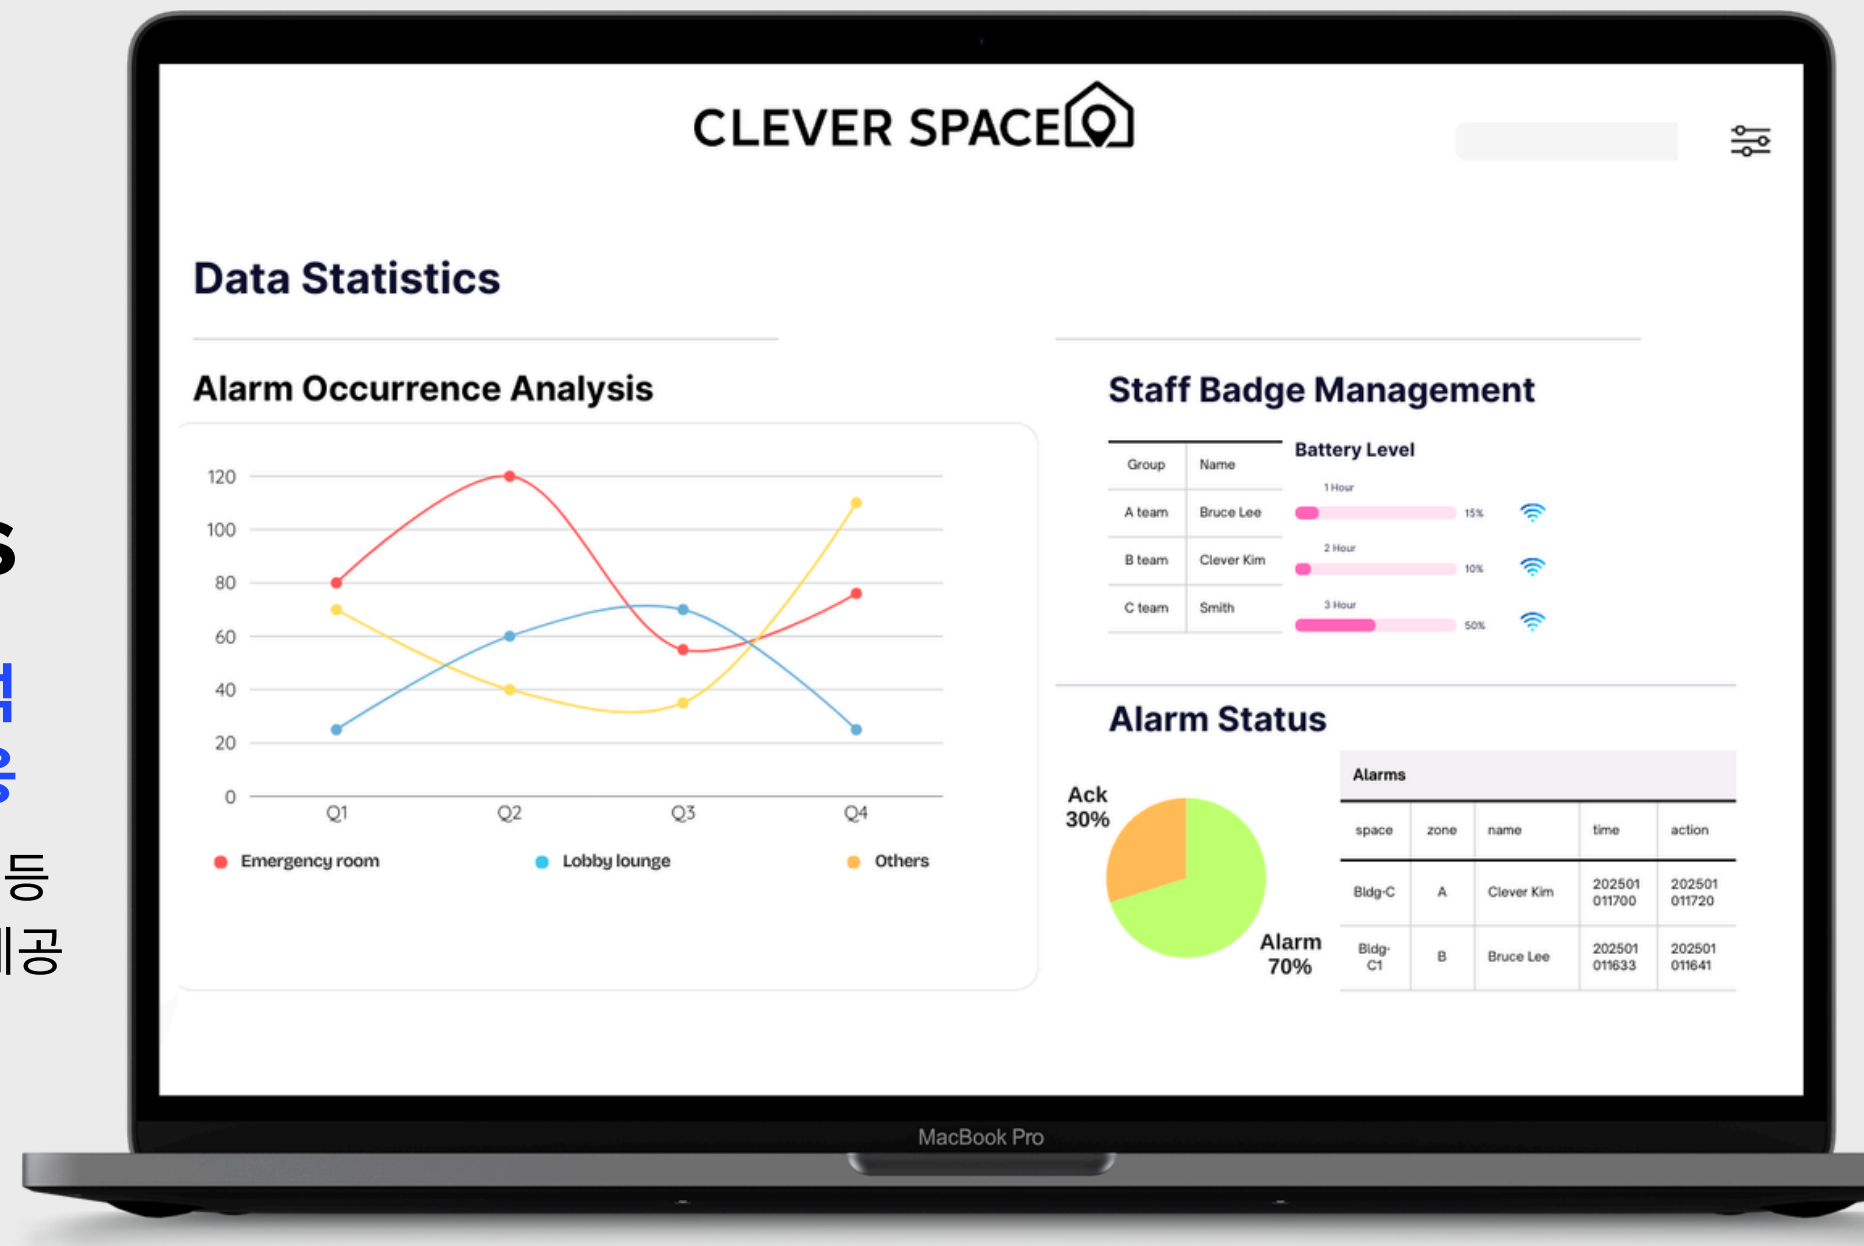 CLEVER SPACE
Data Statistics
Alarm Occurrence Analysis
120
100
80
60
40
20
0
Q1 Q2 Q3 Q4
Emergency room Lobby lounge Others
Staff Badge Management
Group Name
A team Bruce Lee
B team Clever Kim
C team Smith
Battery Level
1 Hour
15%
2 Hour
10%
3 Hour
50%
Alarm Status
Ack
30%
Alarm
70%
Alarms
space zone name time action
Bldg-C A Clever Kim 202501 202501
011700 011720
Bldg- B Bruce Lee 202501 202501
C1 011633 011641
s
등
공
MacBook Pro